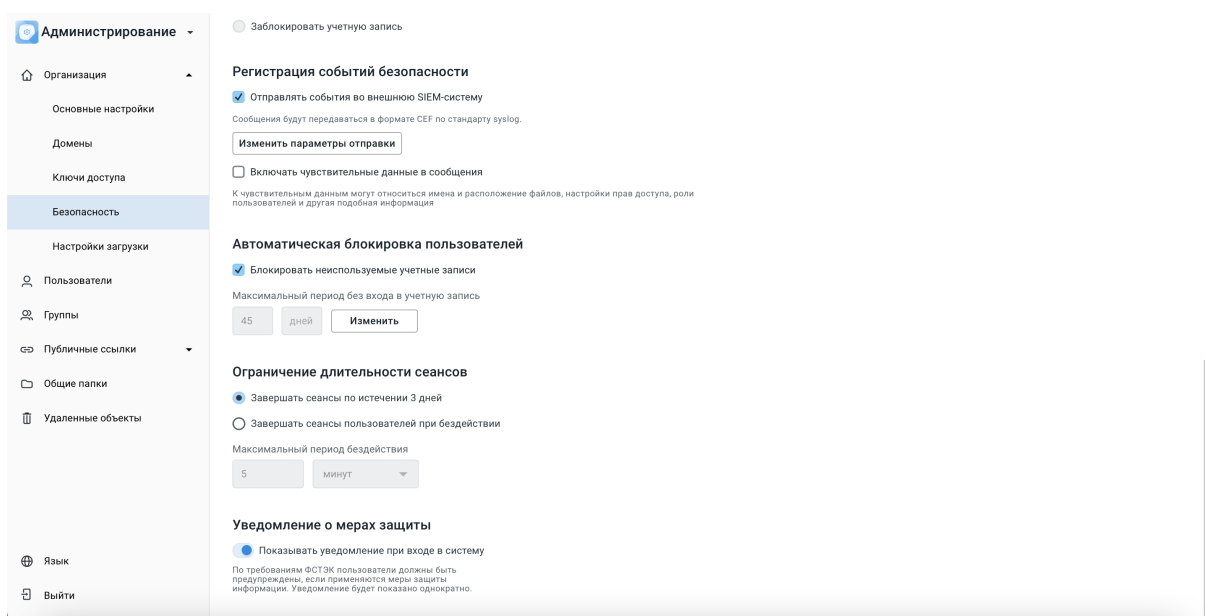 Администрирование
Организация
Основные настройки
Домены
Ключи доступа
Безопасность
Настройки загрузки
Пользователи
Группы
Публичные ссылки
Общие папки
Удаленные объекты
Язык
Выйти
Заблокировать учетную запись
Регистрация событий безопасности
Отправлять события во внешнюю SIEM-систему
Сообщения будут передаваться в формате CEF по стандарту syslog.
Изменить параметры отправки
Включать чувствительные данные в сообщения
К чувствительным данным могут относиться имена и расположение файлов, настройки прав доступа, роли
пользователей и другая подобная информация
Автоматическая блокировка пользователей
Блокировать неиспользуемые учетные записи
Максимальный период без входа в учетную запись
45 дней Изменить
Ограничение длительности сеансов
Завершать сеансы по истечении 3 дней
Завершать сеансы пользователей при бездействии
Максимальный период бездействия
5 минут
Уведомление о мерах защиты
Показывать уведомление при входе в систему
По требованиям ФСТЭК пользователи должны быть
предупреждены, если применяются меры защиты
информации. Уведомление будет показано однократно.